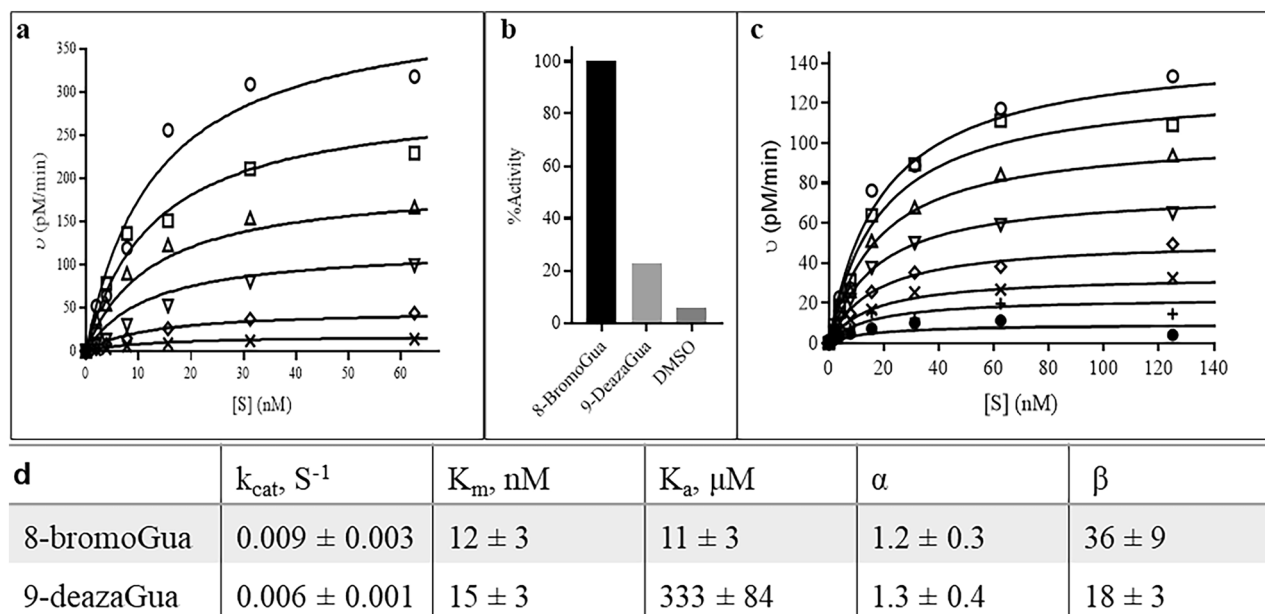 a
350
300
250
200
150
100
50
0
υ (pM/min)
0 10 20 30 40 50 60
[S] (nM)
b
100
80
60
40
20
0
%Activity
8-BromoGua
9-DeazaGua
DMSO
c
140
120
100
80
60
40
20
0
υ (pM/min)
0 20 40 60 80 100 120 140
[S] (nM)
d kcat, S-1 Km, nM Ka, μM α β
8-bromoGua 0.009 ± 0.003 12 ± 3 11 ± 3 1.2 ± 0.3 36 ± 9
9-deazaGua 0.006 ± 0.001 15 ± 3 333 ± 84 1.3 ± 0.4 18 ± 3